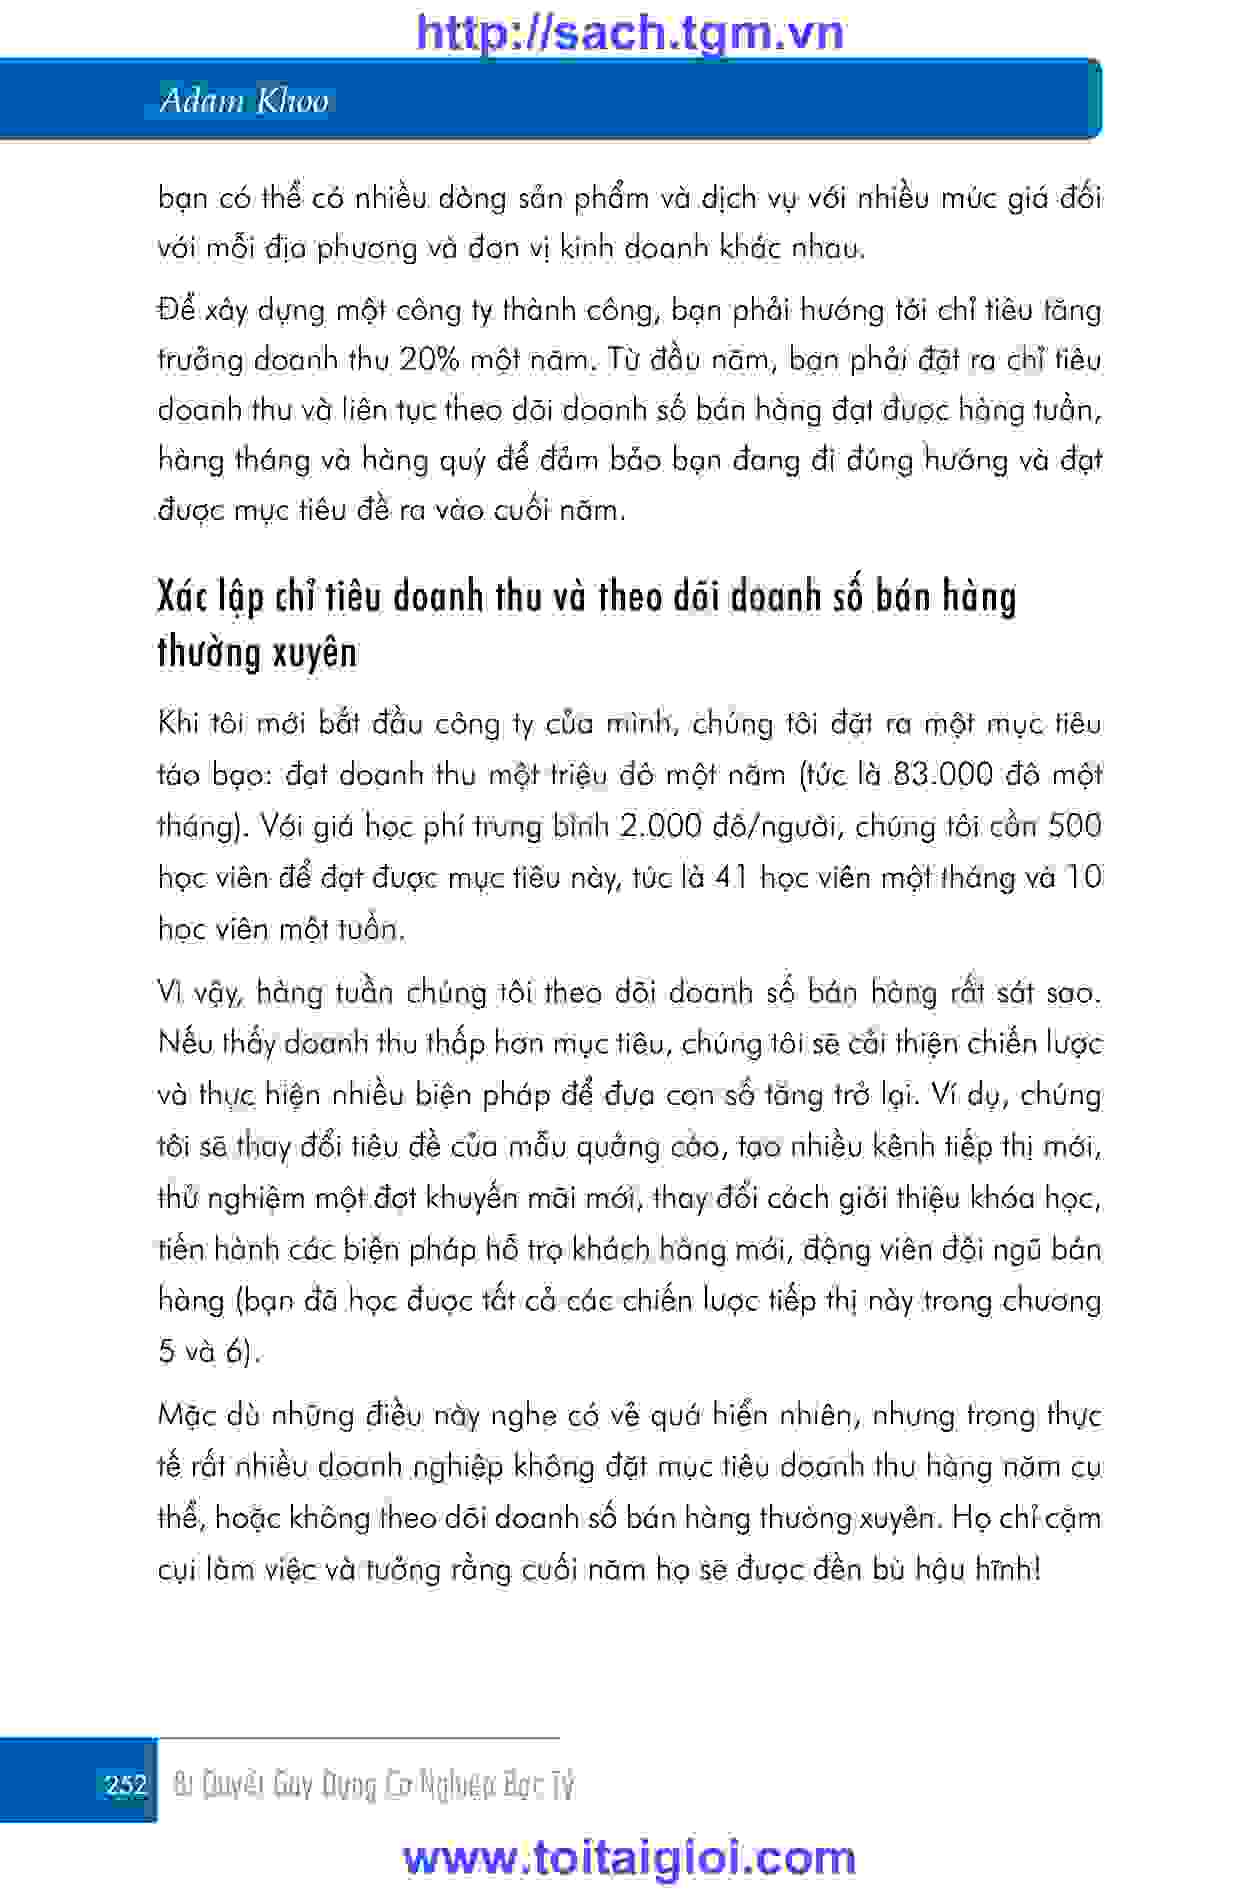 http://sach.tgm.vn
Adam Khoo
bạn có thể có nhiều dòng sản phẩm và dịch vụ với nhiều mức giá đối
với mỗi địa phương và đơn vị kinh doanh khác nhau.
Để xây dựng một công ty thành công, bạn phải hướng tới chỉ tiêu tăng
trưởng doanh thu 20% một năm. Từ đầu năm, bạn phải đặt ra chỉ tiêu
doanh thu và liên tục theo dõi doanh số bán hàng đạt được hàng tuần,
hàng tháng và hàng quý để đảm bảo bạn đang đi đúng hướng và đạt
được mục tiêu đề ra vào cuối năm.
Xác lập chỉ tiêu doanh thu và theo dõi doanh số bán hàng
thường xuyên
Khi tôi mới bắt đầu công ty của mình, chúng tôi đặt ra một mục tiêu
táo bạo: đạt doanh thu một triệu đô một năm (tức là 83.000 đô một
tháng). Với giá học phí trung bình 2.000 đô/người, chúng tôi cần 500
học viên để đạt được mục tiêu này, tức là 41 học viên một tháng và 10
học viên một tuần.
Vì vậy, hàng tuần chúng tôi theo dõi doanh số bán hàng rất sát sao.
Nếu thấy doanh thu thấp hơn mục tiêu, chúng tôi sẽ cải thiện chiến lược
và thực hiện nhiều biện pháp để đưa con số tăng trở lại. Ví dụ, chúng
tôi sẽ thay đổi tiêu đề của mẫu quảng cáo, tạo nhiều kênh tiếp thị mới,
thử nghiệm một đợt khuyến mãi mới, thay đổi cách giới thiệu khóa học,
tiến hành các biện pháp hỗ trợ khách hàng mới, động viên đội ngũ bán
hàng (bạn đã học được tất cả các chiến lược tiếp thị này trong chương
5 và 6).
Mặc dù những điều này nghe có vẻ quá hiển nhiên, nhưng trong thực
tế rất nhiều doanh nghiệp không đặt mục tiêu doanh thu hàng năm cụ
thể, hoặc không theo dõi doanh số bán hàng thường xuyên. Họ chỉ cặm
cụi làm việc và tưởng rằng cuối năm họ sẽ được đền bù hậu hĩnh!
252 Bí Quyết Gây Dựng Cơ Nghiệp Bạc Tỷ
www.toitaigioi.com